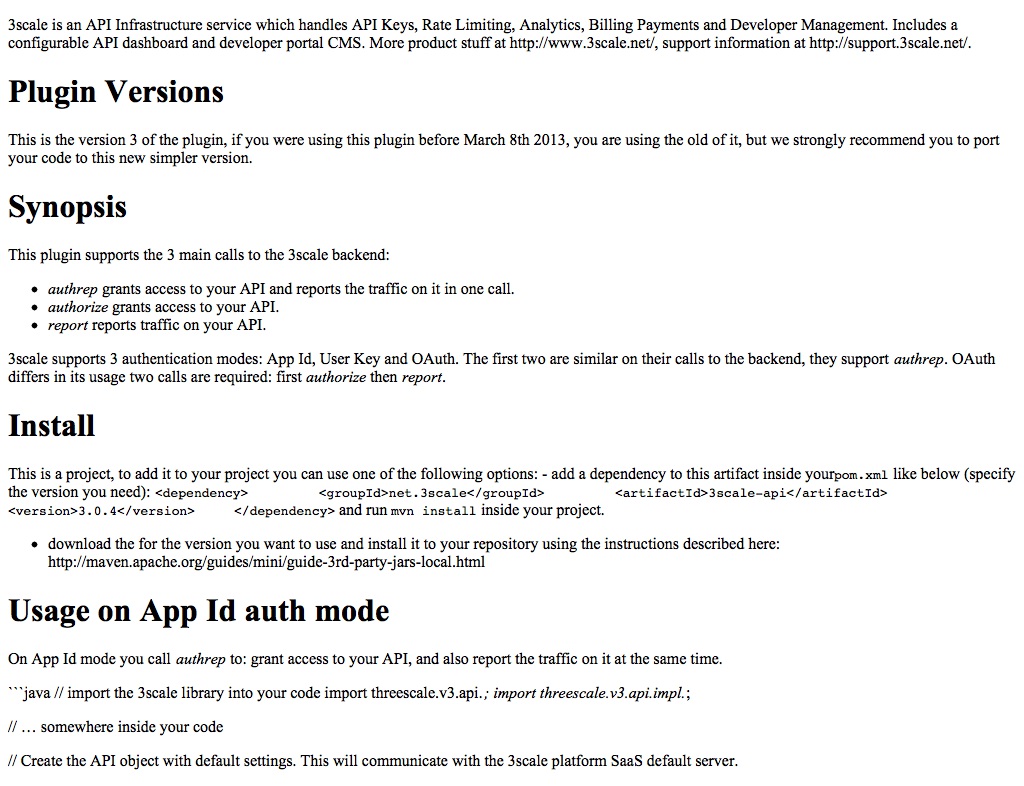 3scale is an API Infrastructure service which handles API Keys, Rate Limiting, Analytics, Billing Payments and Developer Management. Includes a
configurable API dashboard and developer portal CMS. More product stuff at http://www.3scale.net/, support information at http://support.3scale.net/.
Plugin Versions
This is the version 3 of the plugin, if you were using this plugin before March 8th 2013, you are using the old of it, but we strongly recommend you to port
your code to this new simpler version.
Synopsis
This plugin supports the 3 main calls to the 3scale backend:
• authrep grants access to your API and reports the traffic on it in one call.
• authorize grants access to your API.
• report reports traffic on your API.
3scale supports 3 authentication modes: App Id, User Key and OAuth. The first two are similar on their calls to the backend, they support authrep. OAuth
differs in its usage two calls are required: first authorize then report.
Install
This is a project, to add it to your project you can use one of the following options: - add a dependency to this artifact inside yourpom.xml like below (specify
the version you need): <dependency> <groupId>net.3scale</groupId> <artifactId>3scale-api</artifactId>
<version>3.0.4</version> </dependency> and run mvn install inside your project.
• download the for the version you want to use and install it to your repository using the instructions described here:
http://maven.apache.org/guides/mini/guide-3rd-party-jars-local.html
Usage on App Id auth mode
On App Id mode you call authrep to: grant access to your API, and also report the traffic on it at the same time.
```java // import the 3scale library into your code import threescale.v3.api.; import threescale.v3.api.impl.;
// … somewhere inside your code
// Create the API object with default settings. This will communicate with the 3scale platform SaaS default server.